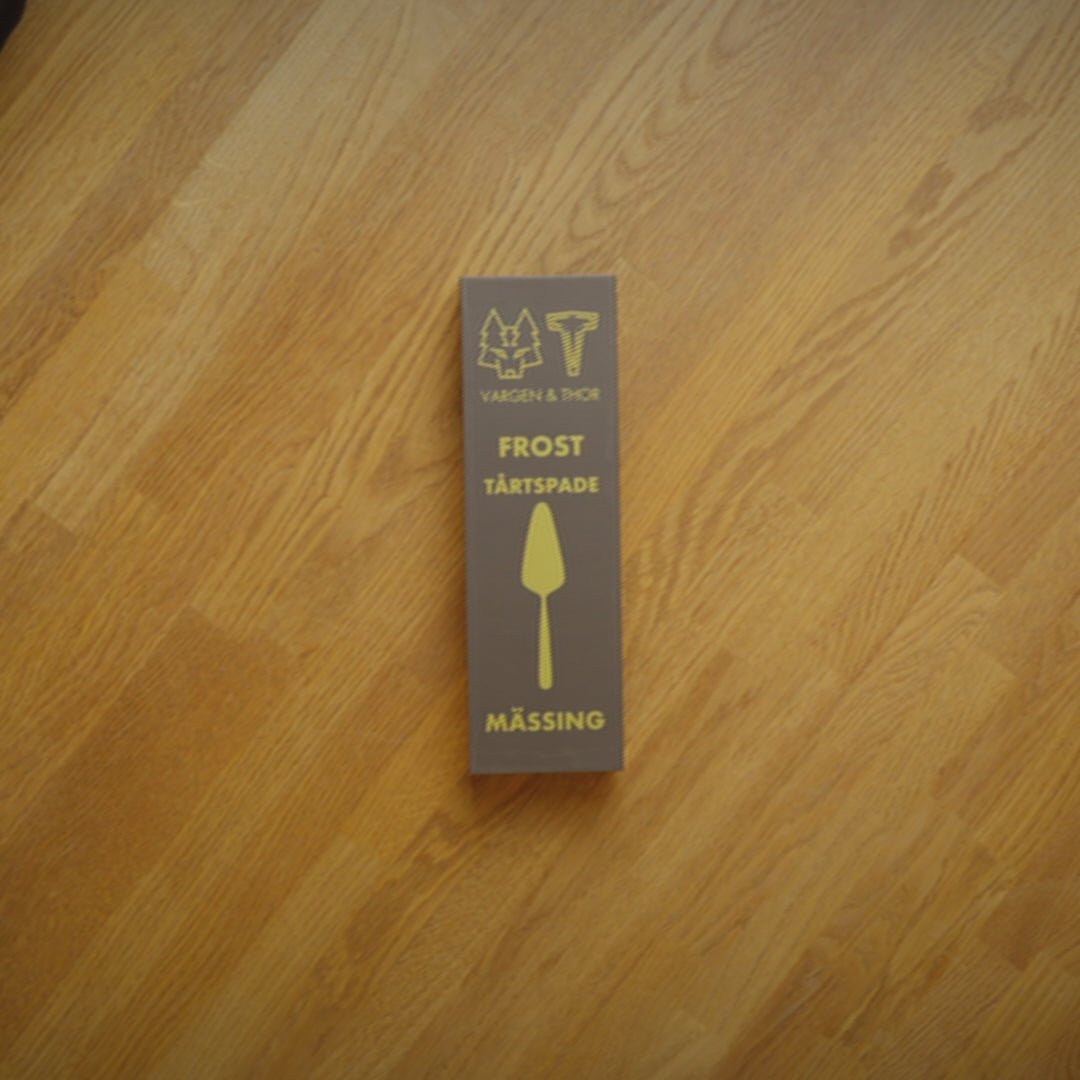 VARGEN & THOR
FROST
TÅRTSPADE
MÄSSING